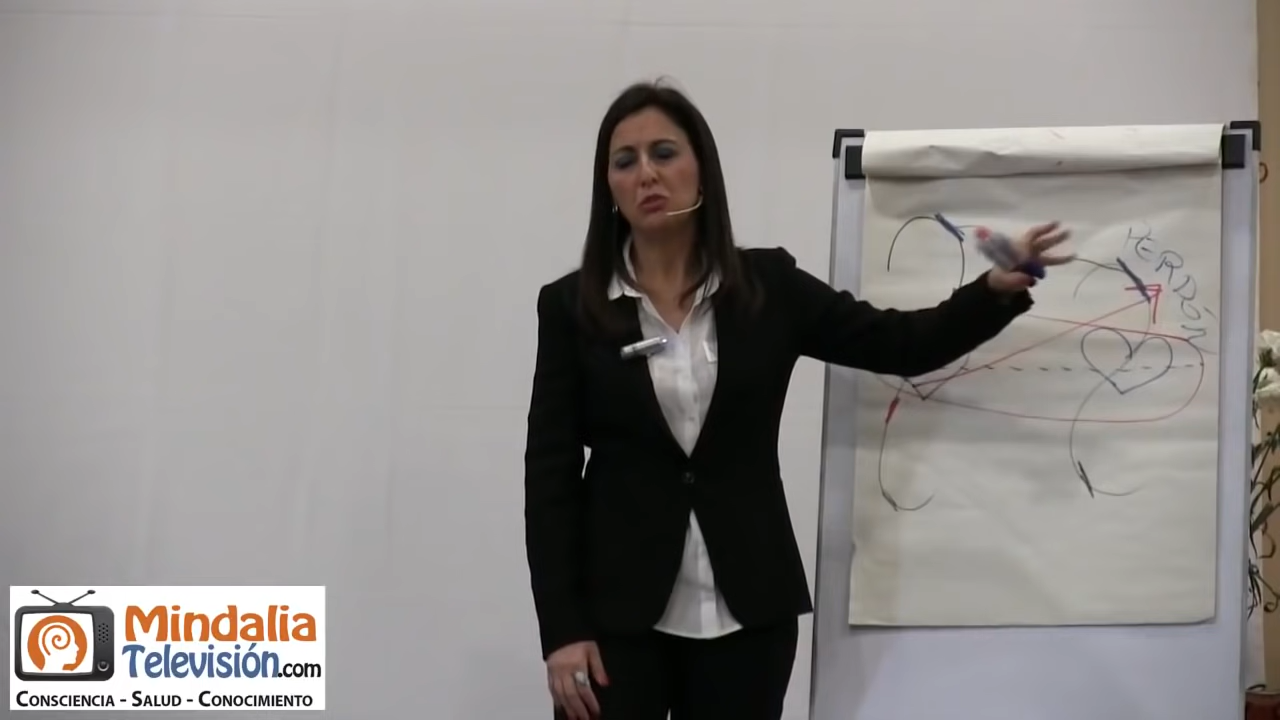 PERDÓN
Mindalia
Televisión.com
CONSCIENCIA - SALUD - CONOCIMIENTO